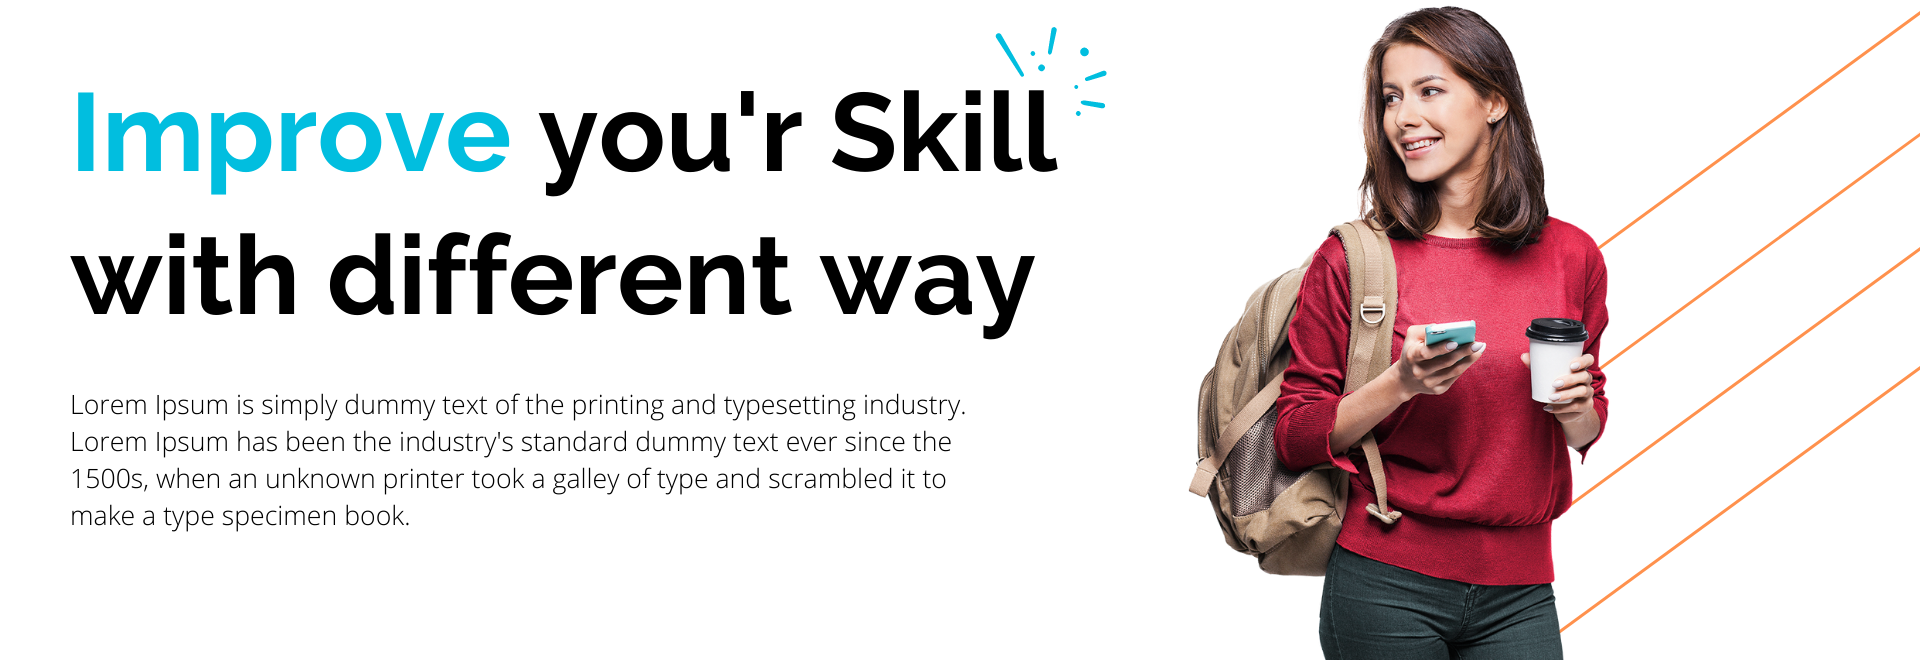 Improve you'r Skill
with different way
Lorem Ipsum is simply dummy text of the printing and typesetting industry.
Lorem Ipsum has been the industry's standard dummy text ever since the
1500s, when an unknown printer took a galley of type and scrambled it to
make a type specimen book.